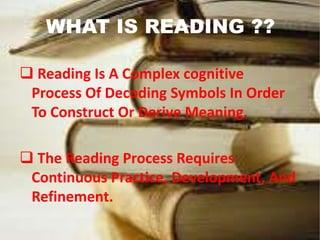 WHAT IS READING ??
❑ Reading Is A Complex cognitive
Process Of Decoding Symbols In Order
To Construct Or Derive Meaning.
❑ The Reading Process Requires
Continuous Practice, Development, And
Refinement.